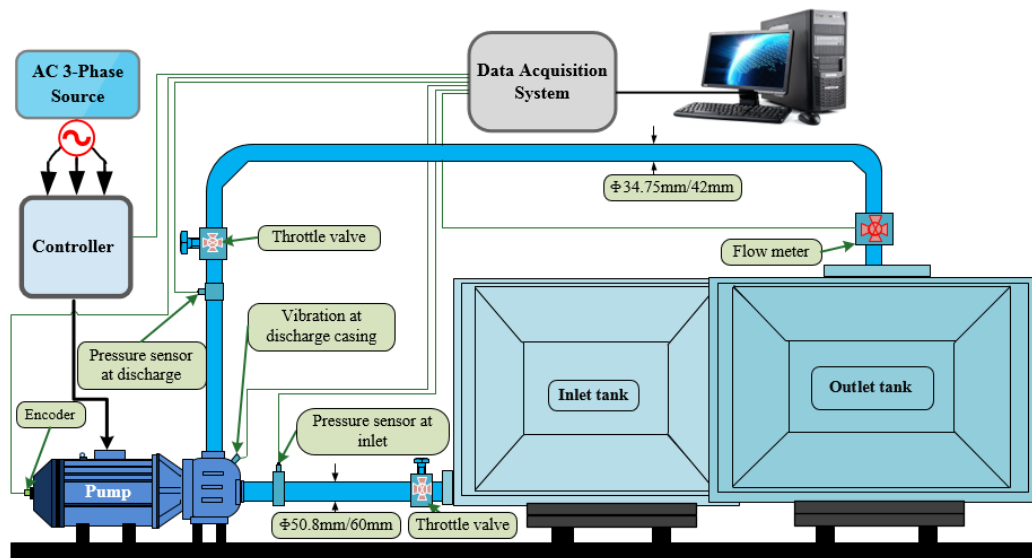 AC 3-Phase
Source
Data Acquisition
System
Controller
Throttle valve
Φ34.75mm/42mm
Flow meter
Vibration at
discharge casing
Pressure sensor
at discharge
Encoder
Pressure sensor at
inlet
Inlet tank
Outlet tank
Pump
Φ50.8mm/60mm
Throttle valve